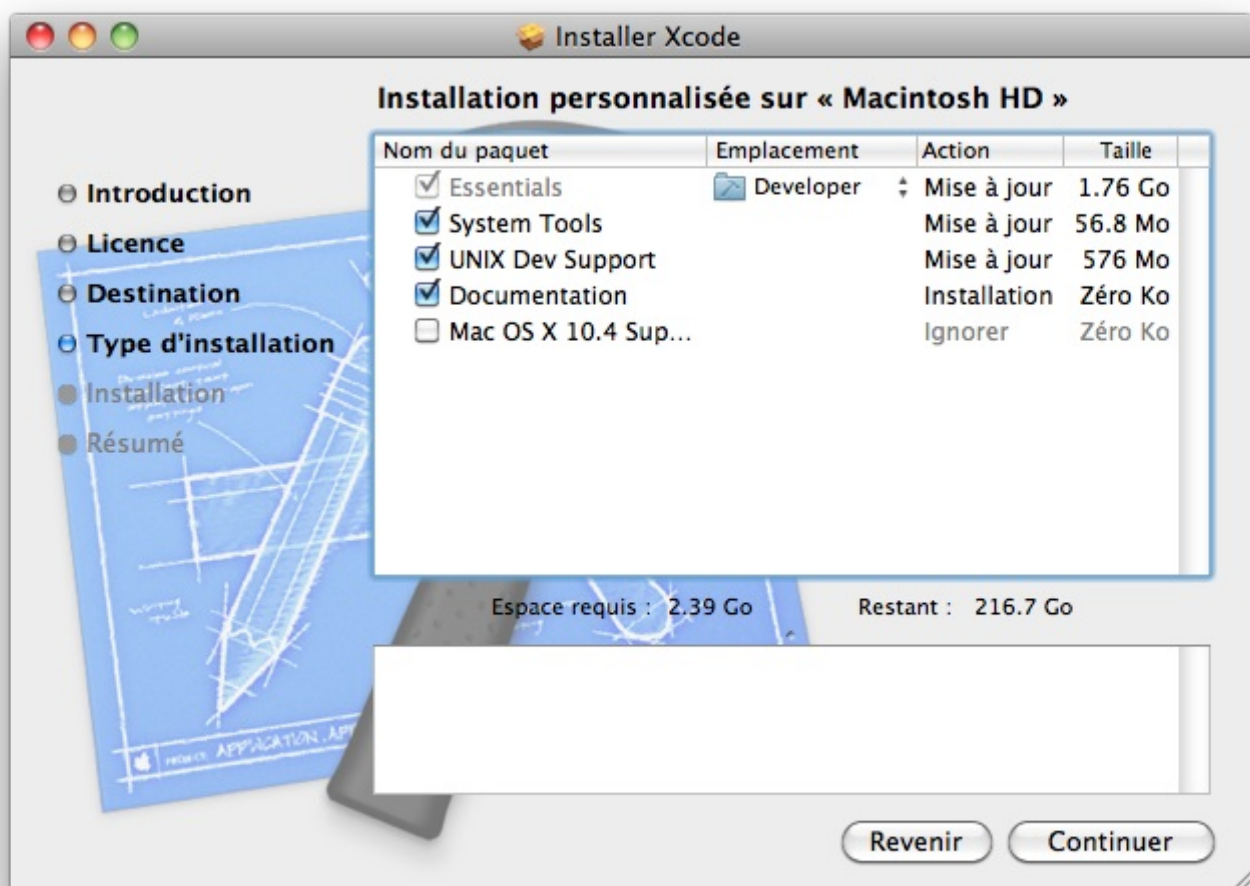 Installer Xcode
Installation personnalisée sur « Macintosh HD »
Introduction
Licence
Destination
Type d'installation
Installation
Résumé
Nom du paquet Emplacement Action Taille
Essentials Developer Mise à jour 1.76 Go
System Tools Mise à jour 56.8 Mo
UNIX Dev Support Mise à jour 576 Mo
Documentation Installation Zéro Ko
Mac OS X 10.4 Sup... Ignorer Zéro Ko
Espace requis : 2.39 Go Restant : 216.7 Go
PROJECT: APPLICATION.APP
Revenir Continuer